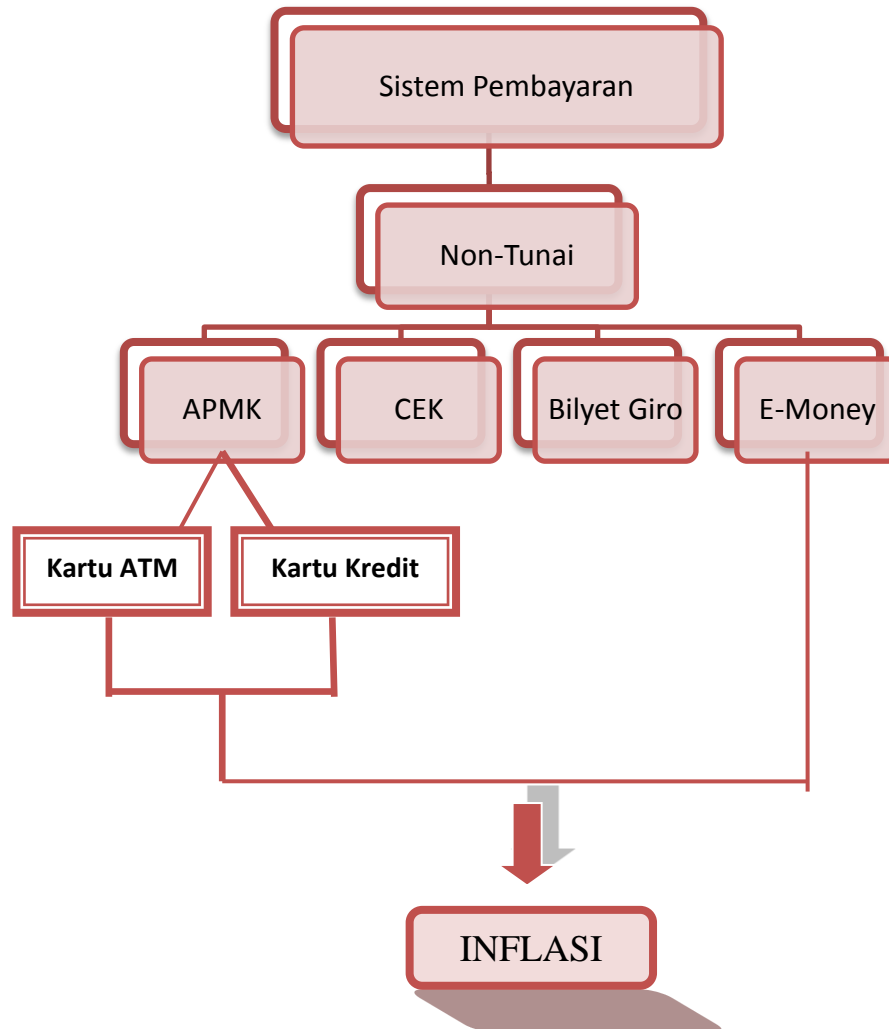 Sistem Pembayaran
Non-Tunai
APMK
CEK
Bilyet Giro
E-Money
Kartu ATM
Kartu Kredit
INFLASI